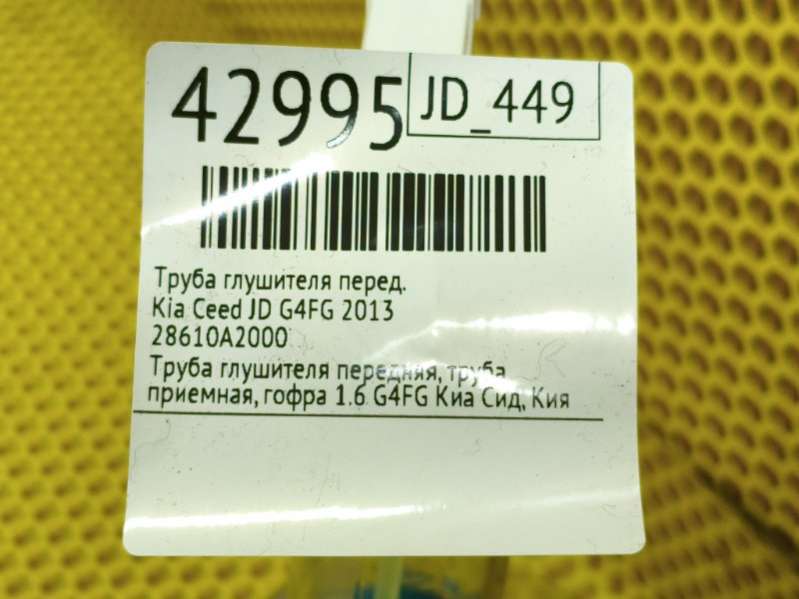 42995
JD_449
Труба глушителя перед.
Kia Ceed JD G4FG 2013
28610A2000
Труба глушителя передняя, труба
приемная, гофра 1.6 G4FG Киа Сид, Кия